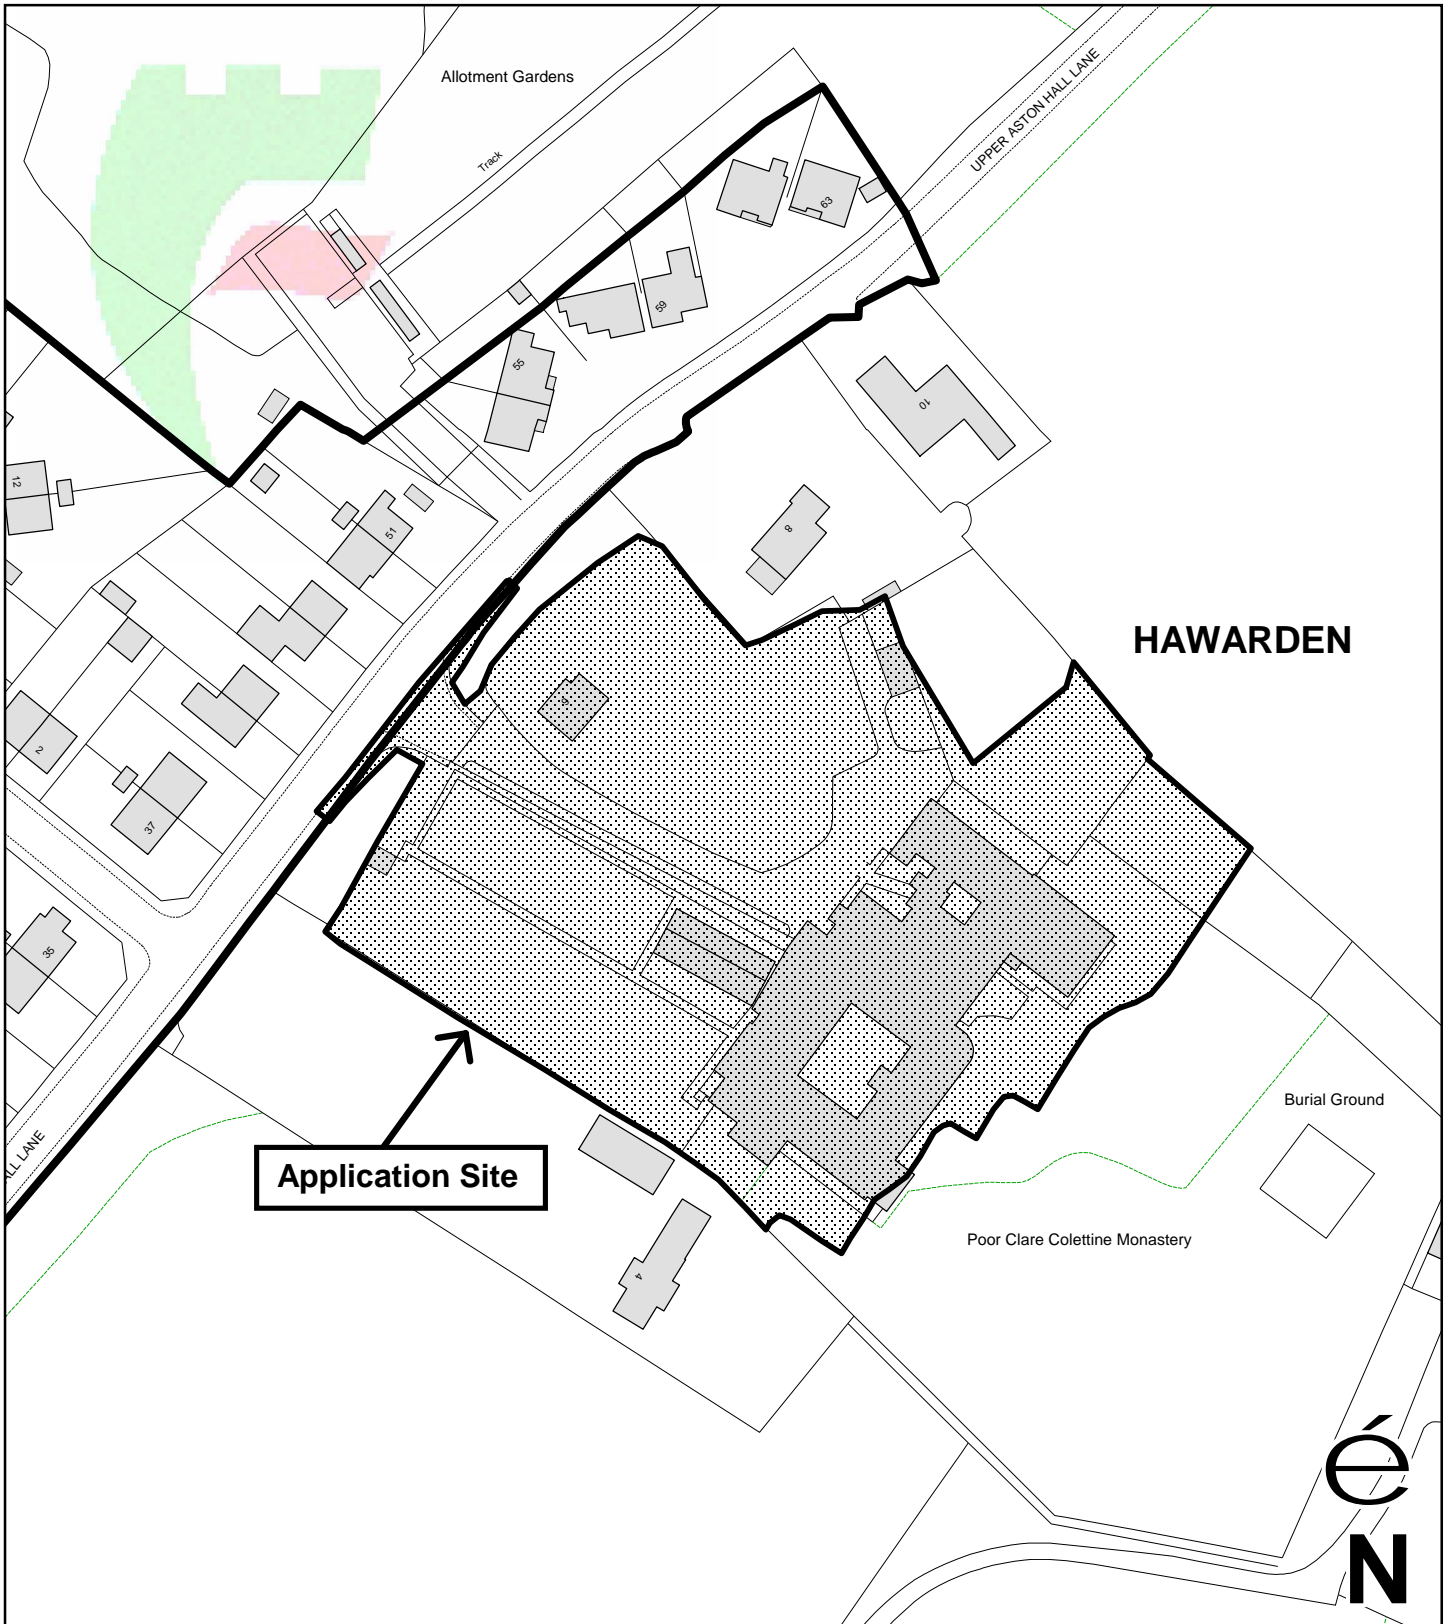 Allotment Gardens
UPPER ASTON HALL LANE
Track
63
59
55
10
12
51
8
HAWARDEN
6
2
37
35
Burial Ground
ALL LANE
Application Site
Poor Clare Colettine Monastery
4
é
N